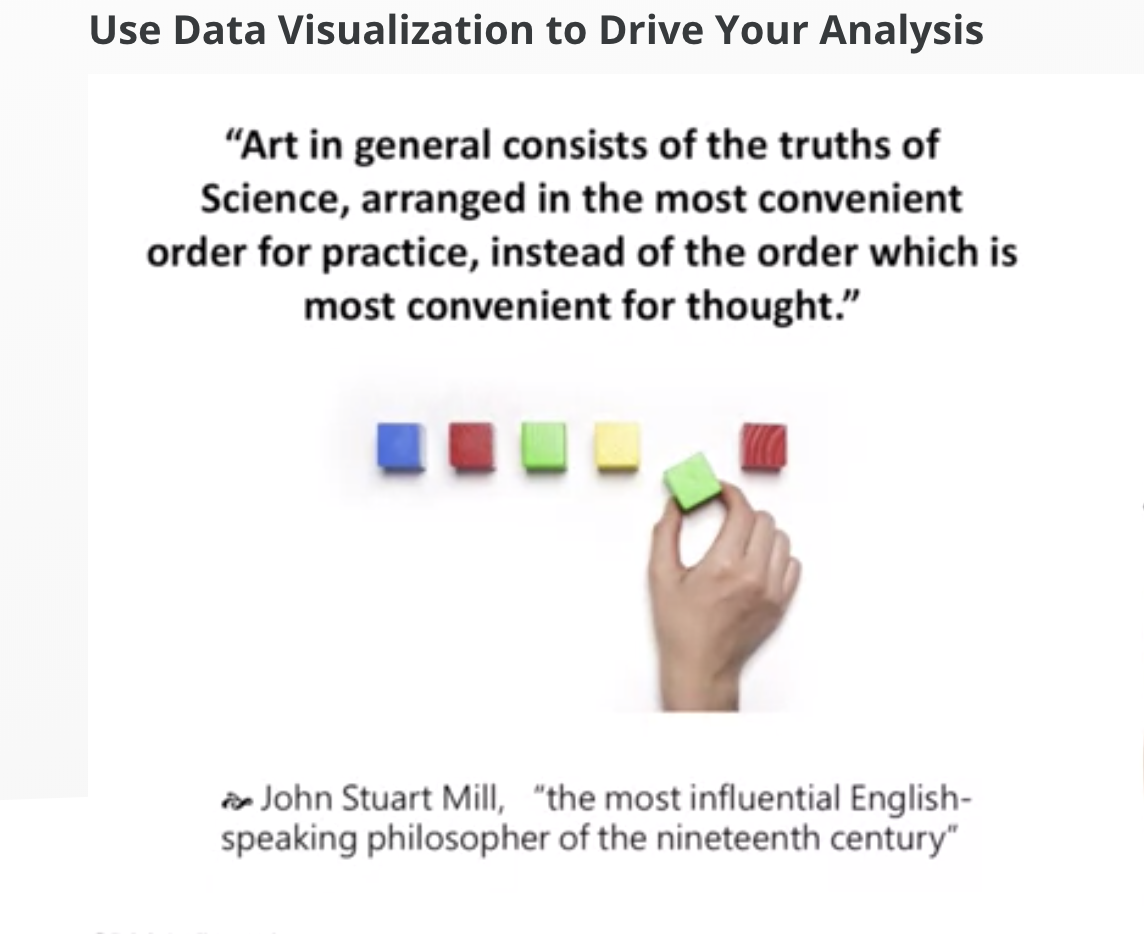 Use Data Visualization to Drive Your Analysis
“Art in general consists of the truths of
Science, arranged in the most convenient
order for practice, instead of the order which is
most convenient for thought.”
John Stuart Mill, “the most influential English-
speaking philosopher of the nineteenth century”